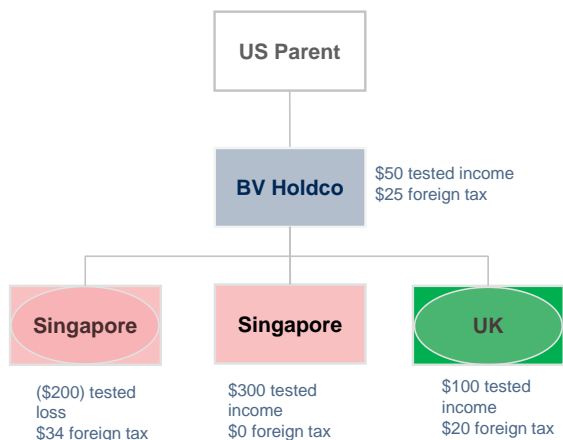 US Parent
BV Holdco
$50 tested income
$25 foreign tax
Singapore
Singapore
UK
($200) tested
loss
$34 foreign tax
$300 tested
income
$0 foreign tax
$100 tested
income
$20 foreign tax